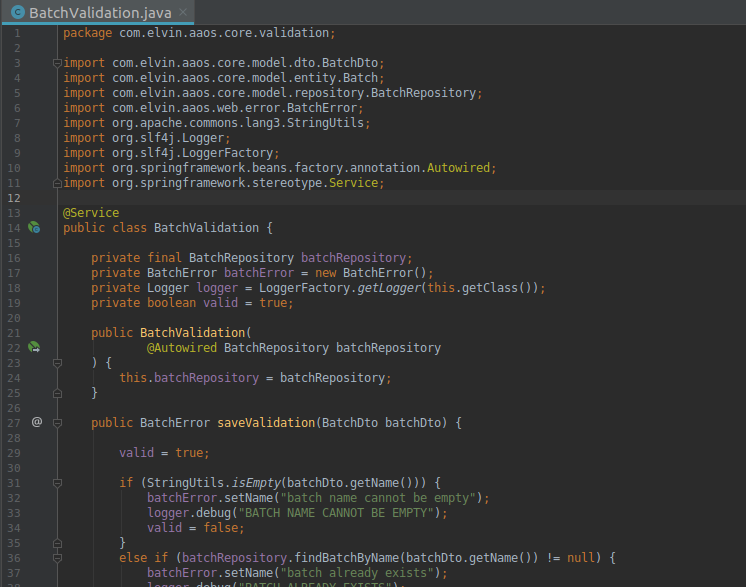 BatchValidation.java
1 package com.elvin.aaos.core.validation;
2
3 import com.elvin.aaos.core.model.dto.BatchDto;
4 import com.elvin.aaos.core.model.entity.Batch;
5 import com.elvin.aaos.core.model.repository.BatchRepository;
6 import com.elvin.aaos.web.error.BatchError;
7 import org.apache.commons.lang3.StringUtils;
8 import org.slf4j.Logger;
9 import org.slf4j.LoggerFactory;
10 import org.springframework.beans.factory.annotation.Autowired;
11 import org.springframework.stereotype.Service;
12
13 @Service
14 public class BatchValidation {
15
16 private final BatchRepository batchRepository;
17 private BatchError batchError = new BatchError();
18 private Logger logger = LoggerFactory.getLogger(this.getClass());
19 private boolean valid = true;
20
21 public BatchValidation(
22 @Autowired BatchRepository batchRepository
23 ) {
24 this.batchRepository = batchRepository;
25 }
26
27 @ public BatchError saveValidation(BatchDto batchDto) {
28
29 valid = true;
30
31 if (StringUtils.isEmpty(batchDto.getName())) {
32 batchError.setName("batch name cannot be empty");
33 logger.debug("BATCH NAME CANNOT BE EMPTY");
34 valid = false;
35 }
36 else if (batchRepository.findBatchByName(batchDto.getName()) != null) {
37 batchError.setName("batch already exists");
38 logger.debug("BATCH ALREADY EXISTS");